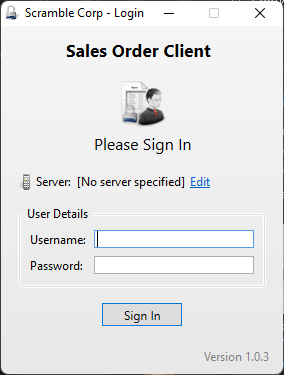 Scramble Corp - Login
Sales Order Client
Please Sign In
Server: [No server specified] Edit
User Details
Username:
Password:
Sign In
Version 1.0.3